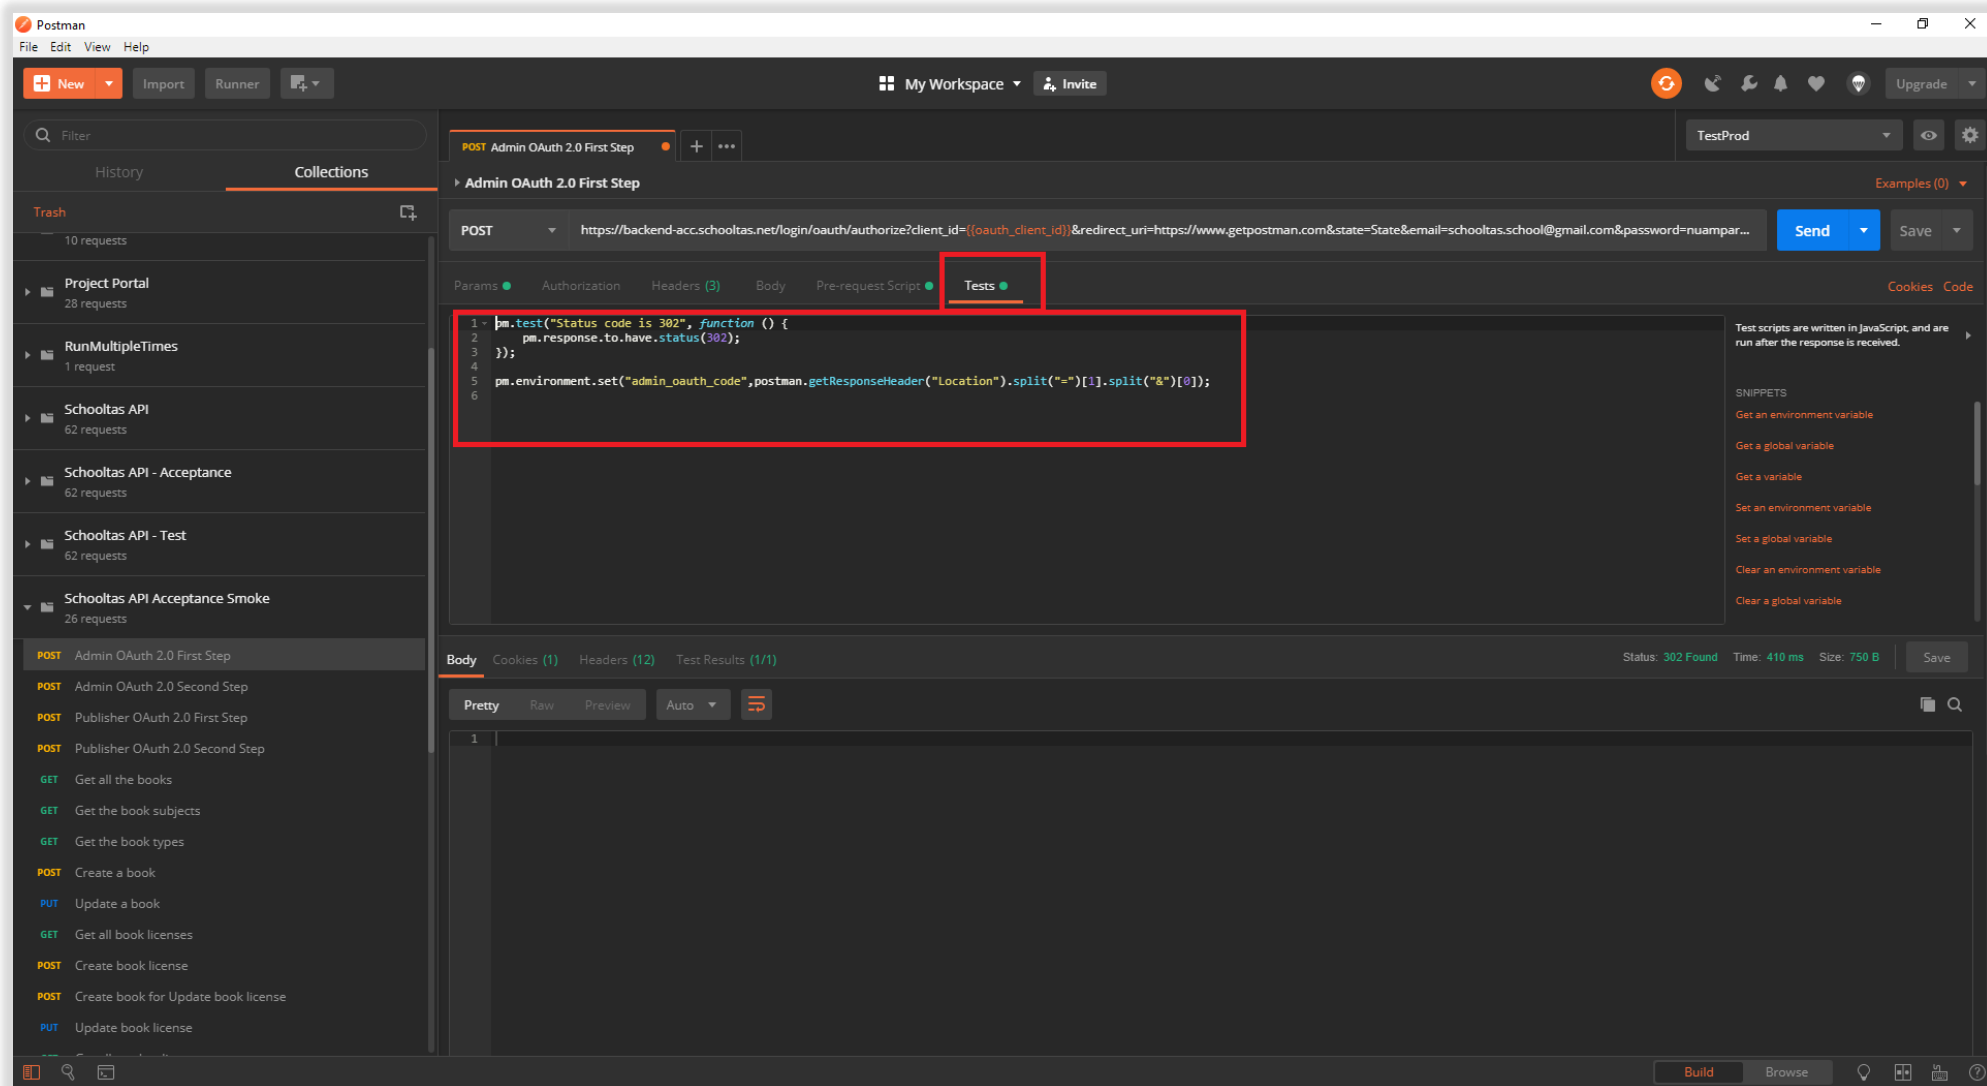 Postman
File Edit View Help
New
Import
Runner
My Workspace
Invite
Upgrade
Filter
History
Collections
Trash
10 requests
Project Portal
28 requests
RunMultipleTimes
1 request
Schooltas API
62 requests
Schooltas API - Acceptance
62 requests
Schooltas API - Test
62 requests
Schooltas API Acceptance Smoke
26 requests
POST Admin OAuth 2.0 First Step
POST Admin OAuth 2.0 Second Step
POST Publisher OAuth 2.0 First Step
POST Publisher OAuth 2.0 Second Step
GET Get all the books
GET Get the book subjects
GET Get the book types
POST Create a book
PUT Update a book
GET Get all book licenses
POST Create book license
POST Create book for Update book license
PUT Update book license
POST Admin OAuth 2.0 First Step
TestProd
Admin OAuth 2.0 First Step
Examples (0)
POST
https://backend-acc.schooltas.net/login/oauth/authorize?client_id={{oauth_client_id}}&redirect_uri=https://www.getpostman.com&state=State&email=schooltas.school@gmail.com&password=nuampar...
Send
Save
Params
Authorization
Headers (3)
Body
Pre-request Script
Tests
Cookies Code
1 pm.test("Status code is 302", function () {
2 pm.response.to.have.status(302);
3 });
4
5 pm.environment.set("admin_oauth_code",postman.getResponseHeader("Location").split("=")[1].split("&")[0]);
6
Test scripts are written in JavaScript, and are
run after the response is received.
SNIPPETS
Get an environment variable
Get a global variable
Get a variable
Set an environment variable
Set a global variable
Clear an environment variable
Clear a global variable
Body
Cookies (1)
Headers (12)
Test Results (1/1)
Status: 302 Found
Time: 410 ms
Size: 750 B
Save
Pretty
Raw
Preview
Auto
1
Build
Browse